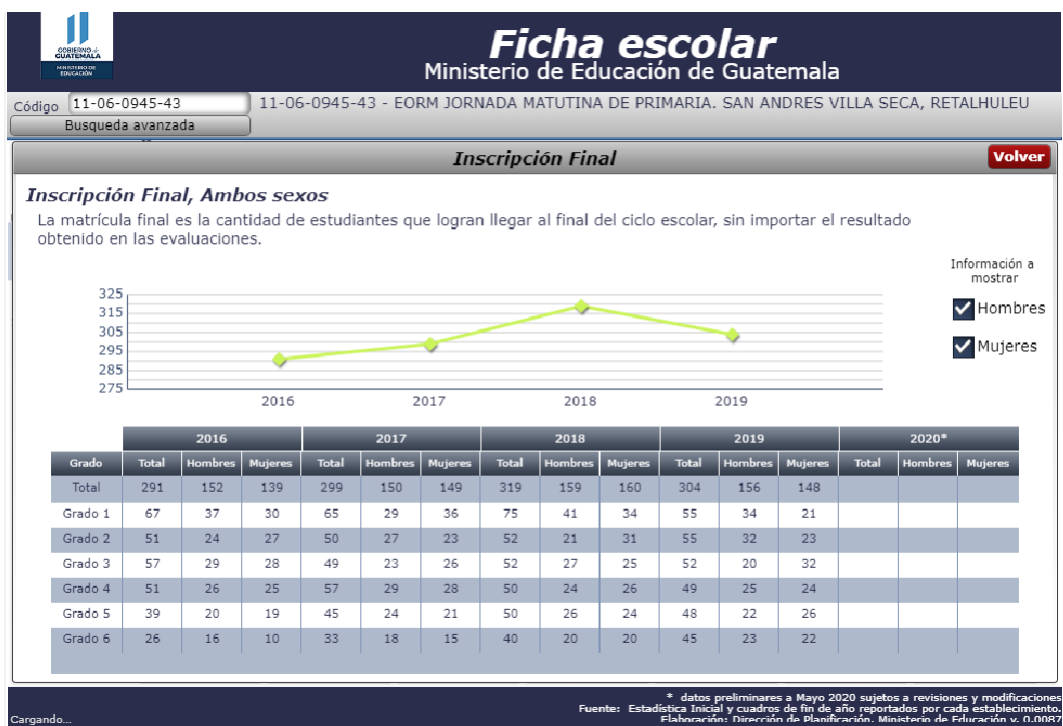 GOBIERNO de
GUATEMALA
MINISTERIO DE
EDUCACIÓN
Ficha escolar
Ministerio de Educación de Guatemala
Código 11-06-0945-43 11-06-0945-43 - EORM JORNADA MATUTINA DE PRIMARIA. SAN ANDRES VILLA SECA, RETALHULEU
Busqueda avanzada
Inscripción Final Volver
Inscripción Final, Ambos sexos
La matrícula final es la cantidad de estudiantes que logran llegar al final del ciclo escolar, sin importar el resultado
obtenido en las evaluaciones.
Información a
mostrar
Hombres
Mujeres
325
315
305
295
285
275
2016 2017 2018 2019
2016 2017 2018 2019 2020*
Grado Total Hombres Mujeres Total Hombres Mujeres Total Hombres Mujeres Total Hombres Mujeres Total Hombres Mujeres
Total 291 152 139 299 150 149 319 159 160 304 156 148
Grado 1 67 37 30 65 29 36 75 41 34 55 34 21
Grado 2 51 24 27 50 27 23 52 21 31 55 32 23
Grado 3 57 29 28 49 23 26 52 27 25 52 20 32
Grado 4 51 26 25 57 29 28 50 24 26 49 25 24
Grado 5 39 20 19 45 24 21 50 26 24 48 22 26
Grado 6 26 16 10 33 18 15 40 20 20 45 23 22
* datos preliminares a Mayo 2020 sujetos a revisiones y modificaciones
Fuente: Estadística Inicial y cuadros de fin de año reportados por cada establecimiento
Cargando... Elaboración: Dirección de Planificación, Ministerio de Educación v. 0.0087